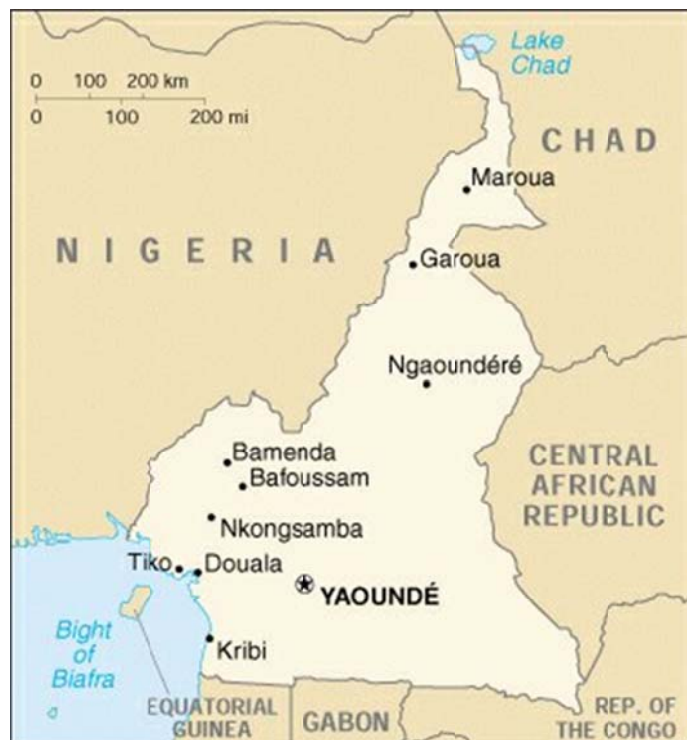 Lake
Chad
0 100 200 km
0 100 200 mi
CHAD
Maroua
NIGERIA
Garoua
Ngaoundéré
Bamenda
Bafoussam
CENTRAL
AFRICAN
REPUBLIC
Nkongsamba
Tiko
Douala
YAOUNDÉ
Bight
of
Biafra
Kribi
EQUATORIAL
GUINEA
GABON
REP. OF
THE CONGO